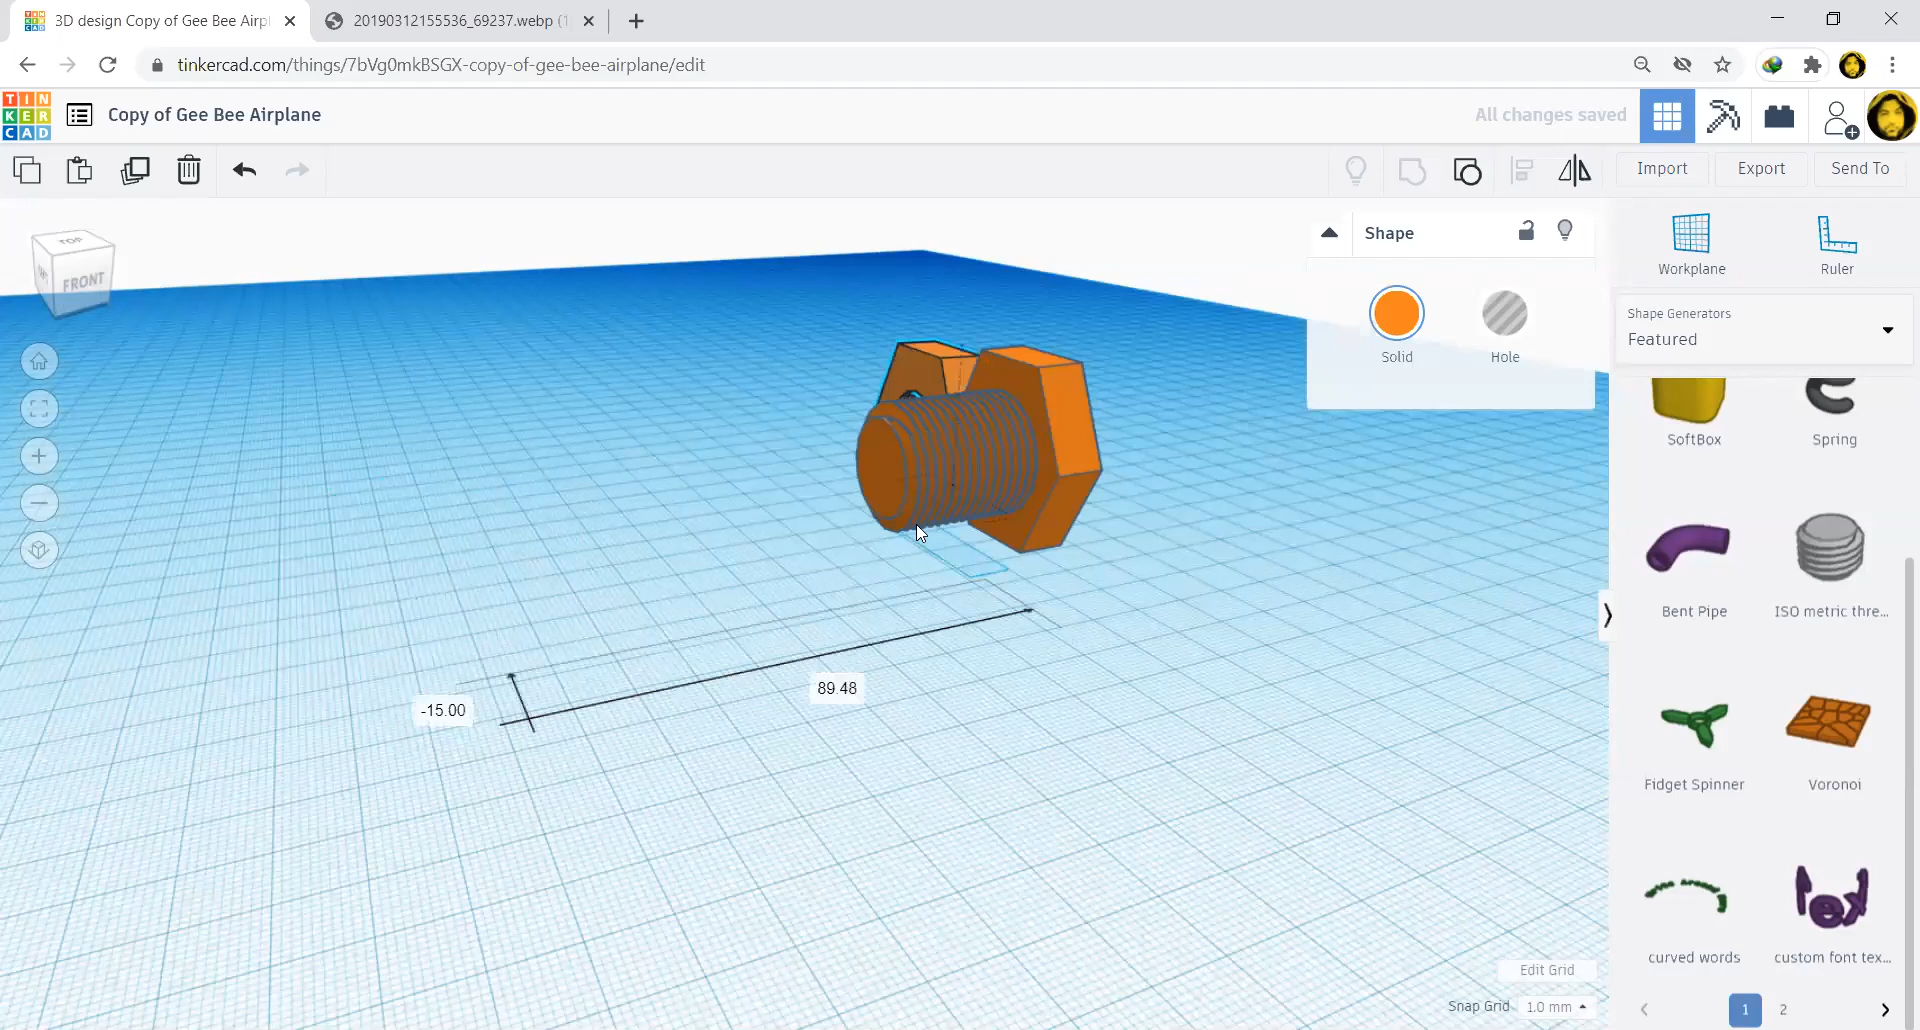 3D design Copy of Gee Bee Airpl
20190312155536_69237.webp (1
tinkercad.com/things/7bVg0mkBSGX-copy-of-gee-bee-airplane/edit
TIN
KER
CAD
Copy of Gee Bee Airplane
All changes saved
Import
Export
Send To
TOP
FRONT
Shape
Solid
Hole
Workplane
Ruler
Shape Generators
Featured
SoftBox
Spring
Bent Pipe
ISO metric thre...
Fidget Spinner
Voronoi
curved words
custom font tex...
-15.00
89.48
Edit Grid
Snap Grid
1.0 mm
1
2